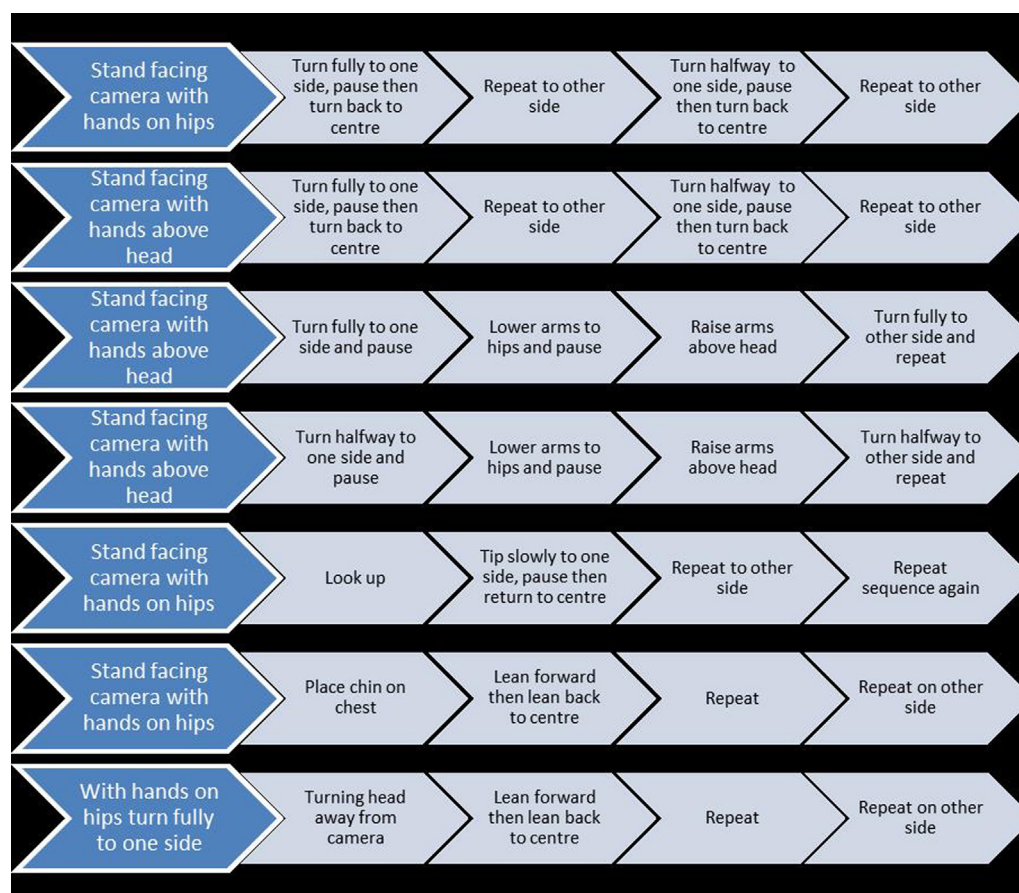 Stand facing
camera with
hands on hips
Turn fully to one
side, pause then
turn back to
centre
Repeat to other
side
Turn halfway to
one side, pause
then turn back
to centre
Repeat to other
side
Stand facing
camera with
hands above
head
Turn fully to one
side, pause then
turn back to
centre
Repeat to other
side
Turn halfway to
one side, pause
then turn back
to centre
Repeat to other
side
Stand facing
camera with
hands above
head
Turn fully to one
side and pause
Lower arms to
hips and pause
Raise arms
above head
Turn fully to
other side and
repeat
Stand facing
camera with
hands above
head
Turn halfway to
one side and
pause
Lower arms to
hips and pause
Raise arms
above head
Turn halfway to
other side and
repeat
Stand facing
camera with
hands on hips
Look up
Tip slowly to one
side, pause then
return to centre
Repeat to other
side
Repeat
sequence again
Stand facing
camera with
hands on hips
Place chin on
chest
Lean forward
then lean back
to centre
Repeat
Repeat on other
side
With hands on
hips turn fully
to one side
Turning head
away from
camera
Lean forward
then lean back
to centre
Repeat
Repeat on other
side